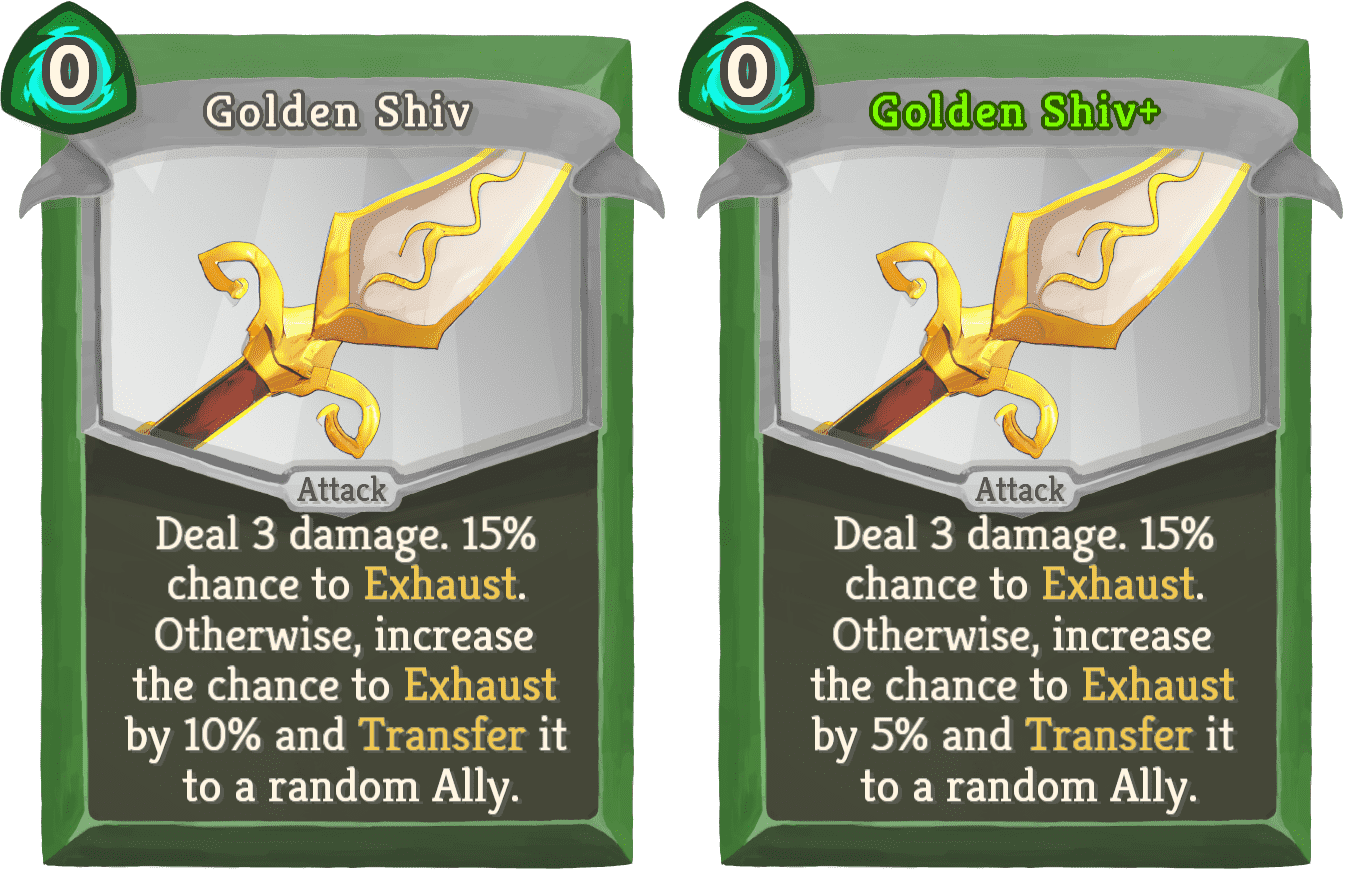 0
Golden Shiv
Attack
Deal 3 damage. 15%
chance to Exhaust.
Otherwise, increase
the chance to Exhaust
by 10% and Transfer it
to a random Ally.
0
Golden Shiv+
Attack
Deal 3 damage. 15%
chance to Exhaust.
Otherwise, increase
the chance to Exhaust
by 5% and Transfer it
to a random Ally.